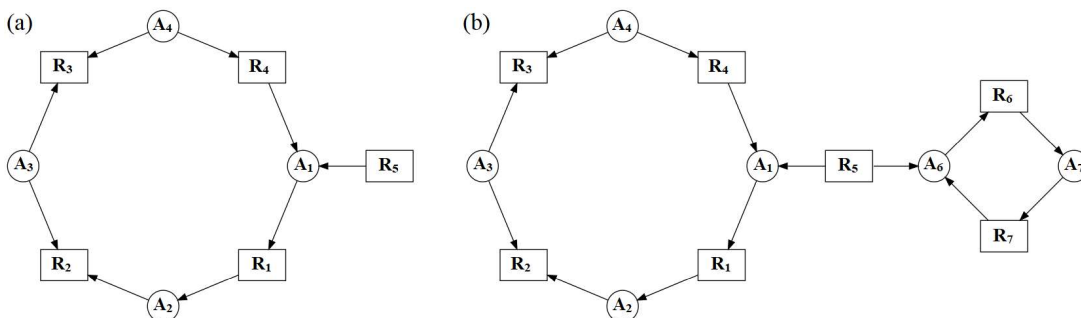 (a)
A₄
R₃
R₄
A₃
A₁
R₅
R₂
R₁
A₂
(b)
A₄
R₃
R₄
R₆
A₃
A₁
R₅
A₆
A₇
R₇
R₂
R₁
A₂